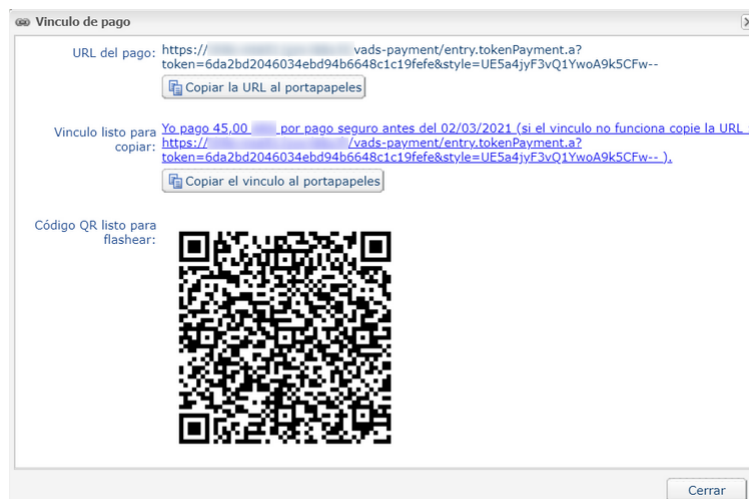 Vinculo de pago
URL del pago: https:// vads-payment/entry.tokenPayment.a?
token=6da2bd2046034ebd94b6648c1c19fefe&style=UE5a4jyF3vQ1YwoA9k5CFw--
Copiar la URL al portapapeles
Vinculo listo para Yo pago 45,00 por pago seguro antes del 02/03/2021 (si el vinculo no funciona copie la URL
copiar: https:// /vads-payment/entry.tokenPayment.a?
token=6da2bd2046034ebd94b6648c1c19fefe&style=UE5a4jyF3vQ1YwoA9k5CFw-- ).
Copiar el vinculo al portapapeles
Código QR listo para
flashear:
Cerrar